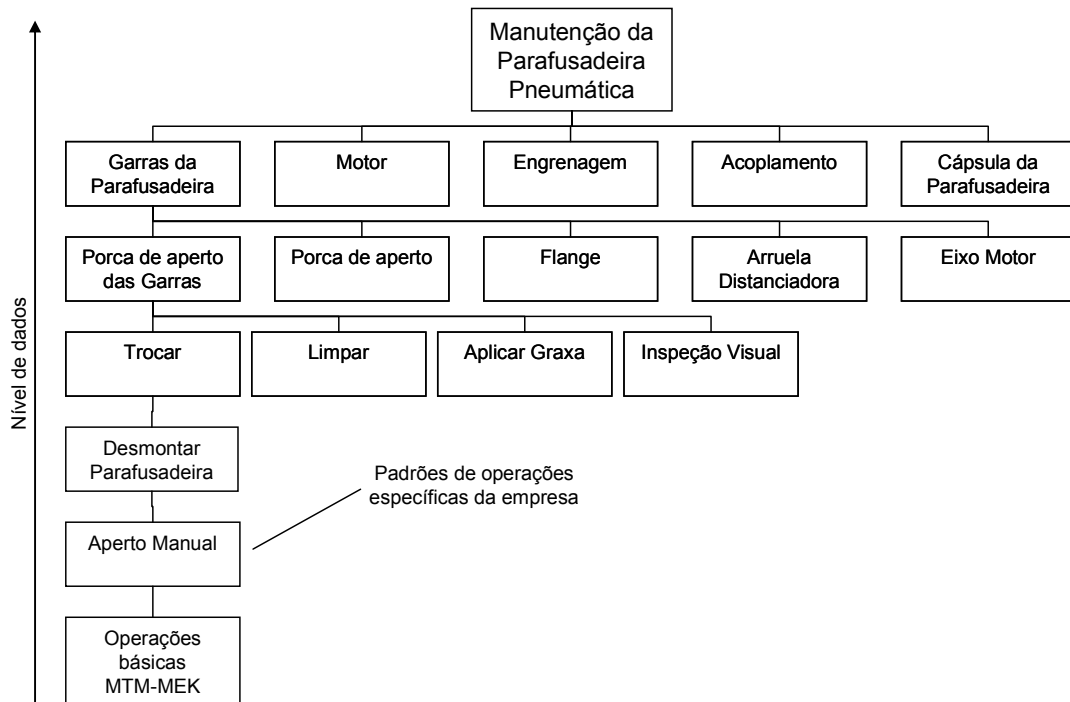 Manutenção da
Parafusadeira
Pneumática
Garras da
Parafusadeira
Motor
Engrenagem
Acoplamento
Cápsula da
Parafusadeira
Porca de aperto
das Garras
Porca de aperto
Flange
Arruela
Distanciadora
Eixo Motor
Trocar
Limpar
Aplicar Graxa
Inspeção Visual
Nível de dados
Desmontar
Parafusadeira
Padrões de operações
específicas da empresa
Aperto Manual
Operações
básicas
MTM-MEK